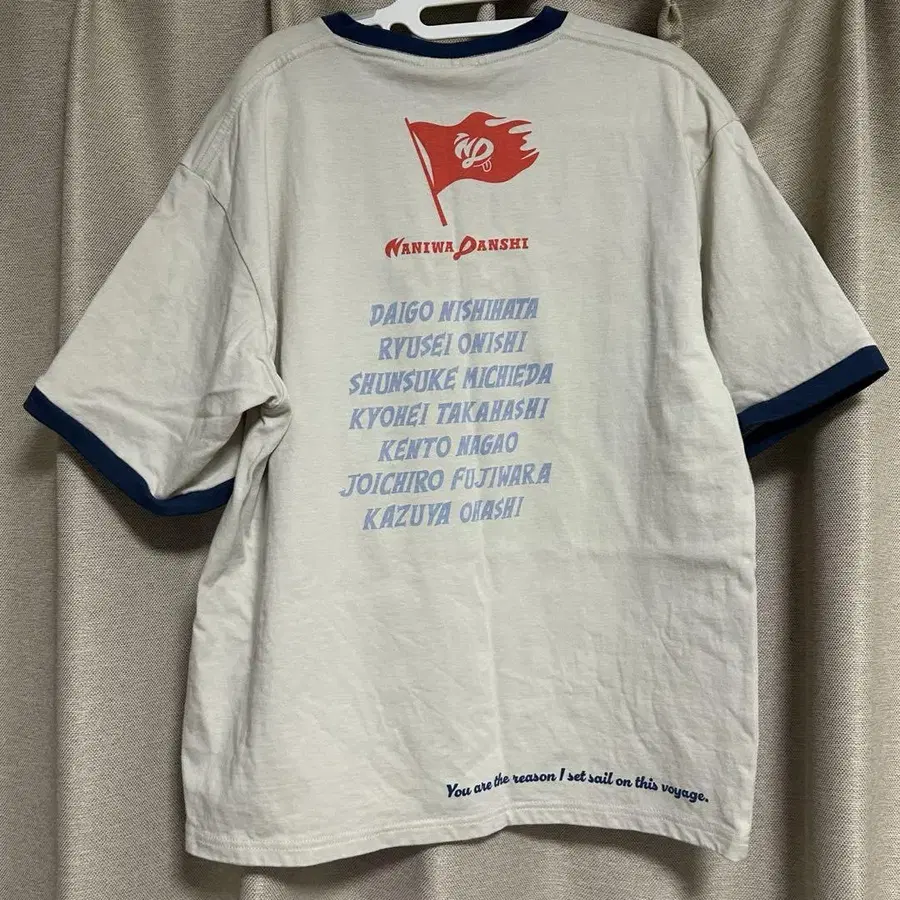 ND
NANIWA DANSHI
DAIGO NISHIHATA
RYUSEI ONISHI
SHUNSUKE MICHIEDA
KYOHEI TAKAHASHI
KENTO NAGAO
JOICHIRO FUJIWARA
KAZUYA OHASHI
You are the reason I set sail on this voyage.